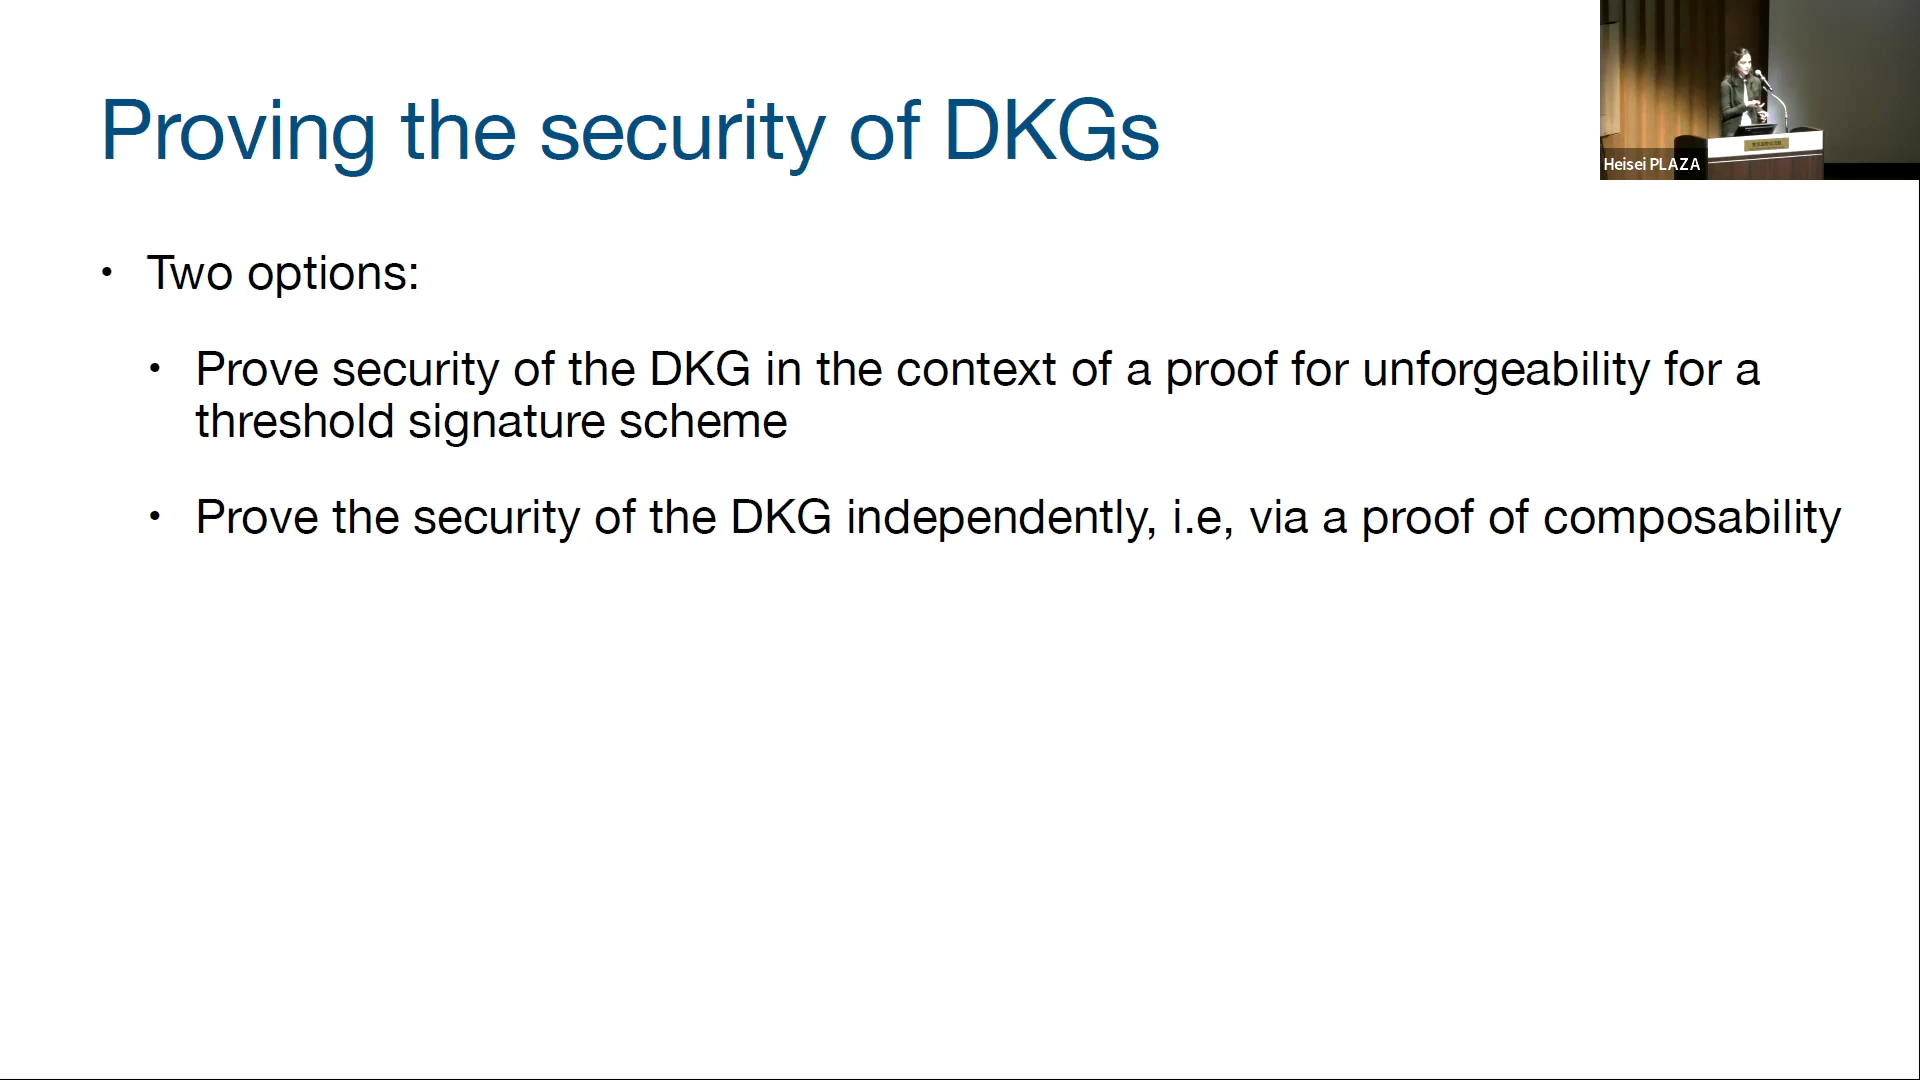 Proving the security of DKGs
Heisei PLAZA
• Two options:
• Prove security of the DKG in the context of a proof for unforgeability for a
threshold signature scheme
• Prove the security of the DKG independently, i.e, via a proof of composability